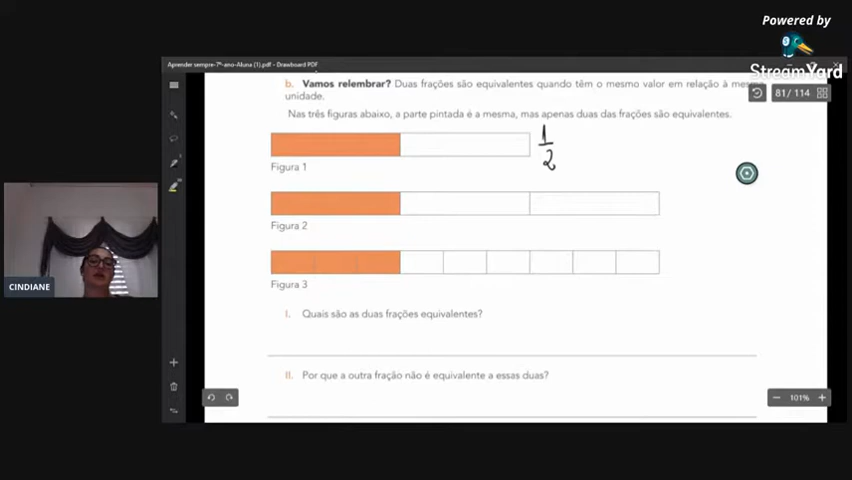 Powered by
StreamYard
Aprender sempre-7º-ano-Aluna (1).pdf - Drawboard PDF
b. Vamos relembrar? Duas frações são equivalentes quando têm o mesmo valor em relação à mesma
unidade.
81 / 114
Nas três figuras abaixo, a parte pintada é a mesma, mas apenas duas das frações são equivalentes.
1
2
Figura 1
Figura 2
Figura 3
CINDIANE
I. Quais são as duas frações equivalentes?
II. Por que a outra fração não é equivalente a essas duas?
101%